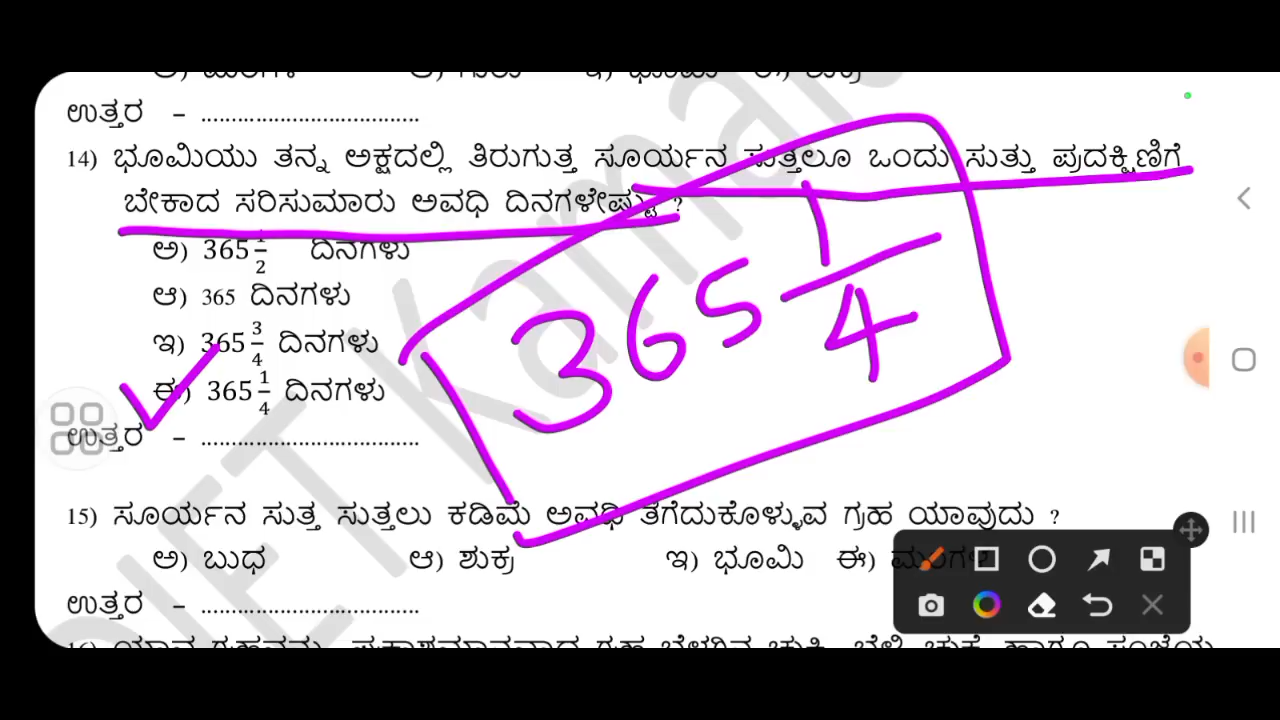 ಉತ್ತರ – .....................................
14) ಭೂಮಿಯು ತನ್ನ ಅಕ್ಷದಲ್ಲಿ ತಿರುಗುತ್ತ ಸೂರ್ಯನ ಸುತ್ತಲೂ ಒಂದು ಸುತ್ತು ಪ್ರದಕ್ಷಿಣಿಗೆ
ಬೇಕಾದ ಸರಿಸುಮಾರು ಅವಧಿ ದಿನಗಳೇಷ್ಟು ?
ಅ) 365 1/2 ದಿನಗಳು
ಆ) 365 ದಿನಗಳು
ಇ) 365 3/4 ದಿನಗಳು
ಈ) 365 1/4 ದಿನಗಳು
365 1/4
ಉತ್ತರ – .....................................
15) ಸೂರ್ಯನ ಸುತ್ತ ಸುತ್ತಲು ಕಡಿಮೆ ಅವಧಿ ತೆಗೆದುಕೊಳ್ಳುವ ಗ್ರಹ ಯಾವುದು ?
ಅ) ಬುಧ ಆ) ಶುಕ್ರ ಇ) ಭೂಮಿ ಈ) ಮಂಗಳ
ಉತ್ತರ – .....................................